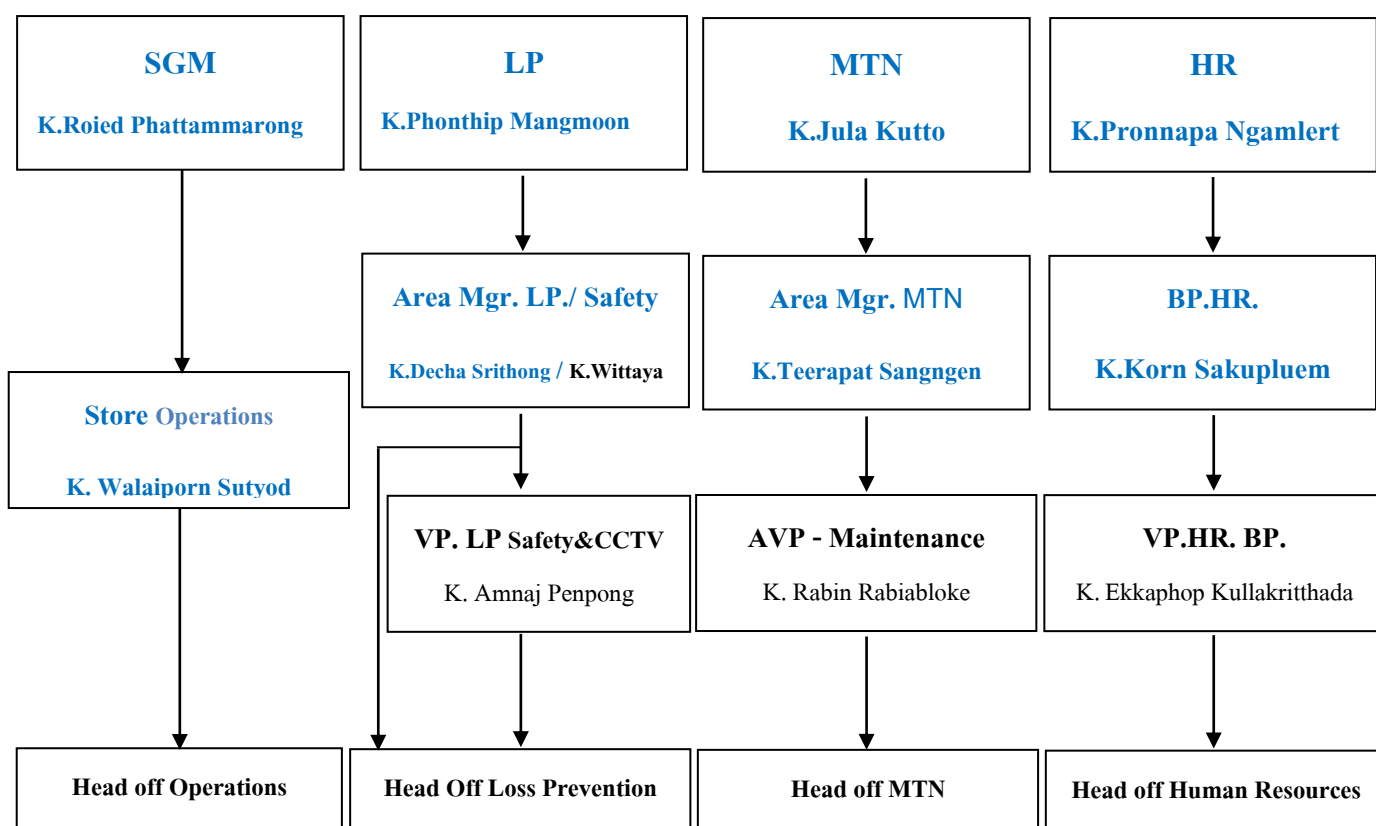 SGM
K.Roied Phattammarong
LP
K.Phonthip Mangmoon
MTN
K.Jula Kutto
HR
K.Pronnapa Ngamlert
Area Mgr. LP./ Safety
K.Decha Srithong / K.Wittaya
Area Mgr. MTN
K.Teerapat Sangngen
BP.HR.
K.Korn Sakupluem
Store Operations
K. Walaiporn Sutyod
VP. LP Safety&CCTV
K. Amnaj Penpong
AVP - Maintenance
K. Rabin Rabiabloke
VP.HR. BP.
K. Ekkaphop Kullakritthada
Head off Operations
Head Off Loss Prevention
Head off MTN
Head off Human Resources